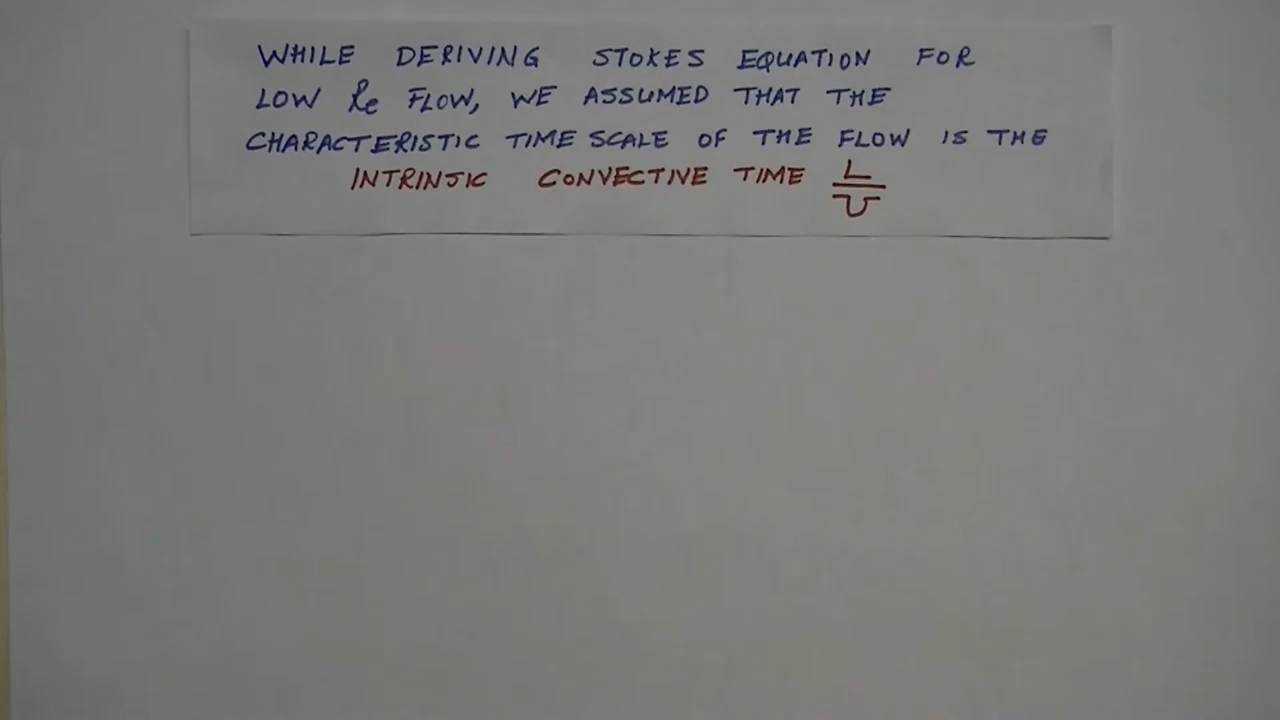 WHILE DERIVING STOKES EQUATION FOR
LOW Re FLOW, WE ASSUMED THAT THE
CHARACTERISTIC TIME SCALE OF THE FLOW IS THE
INTRINSIC CONVECTIVE TIME L/U